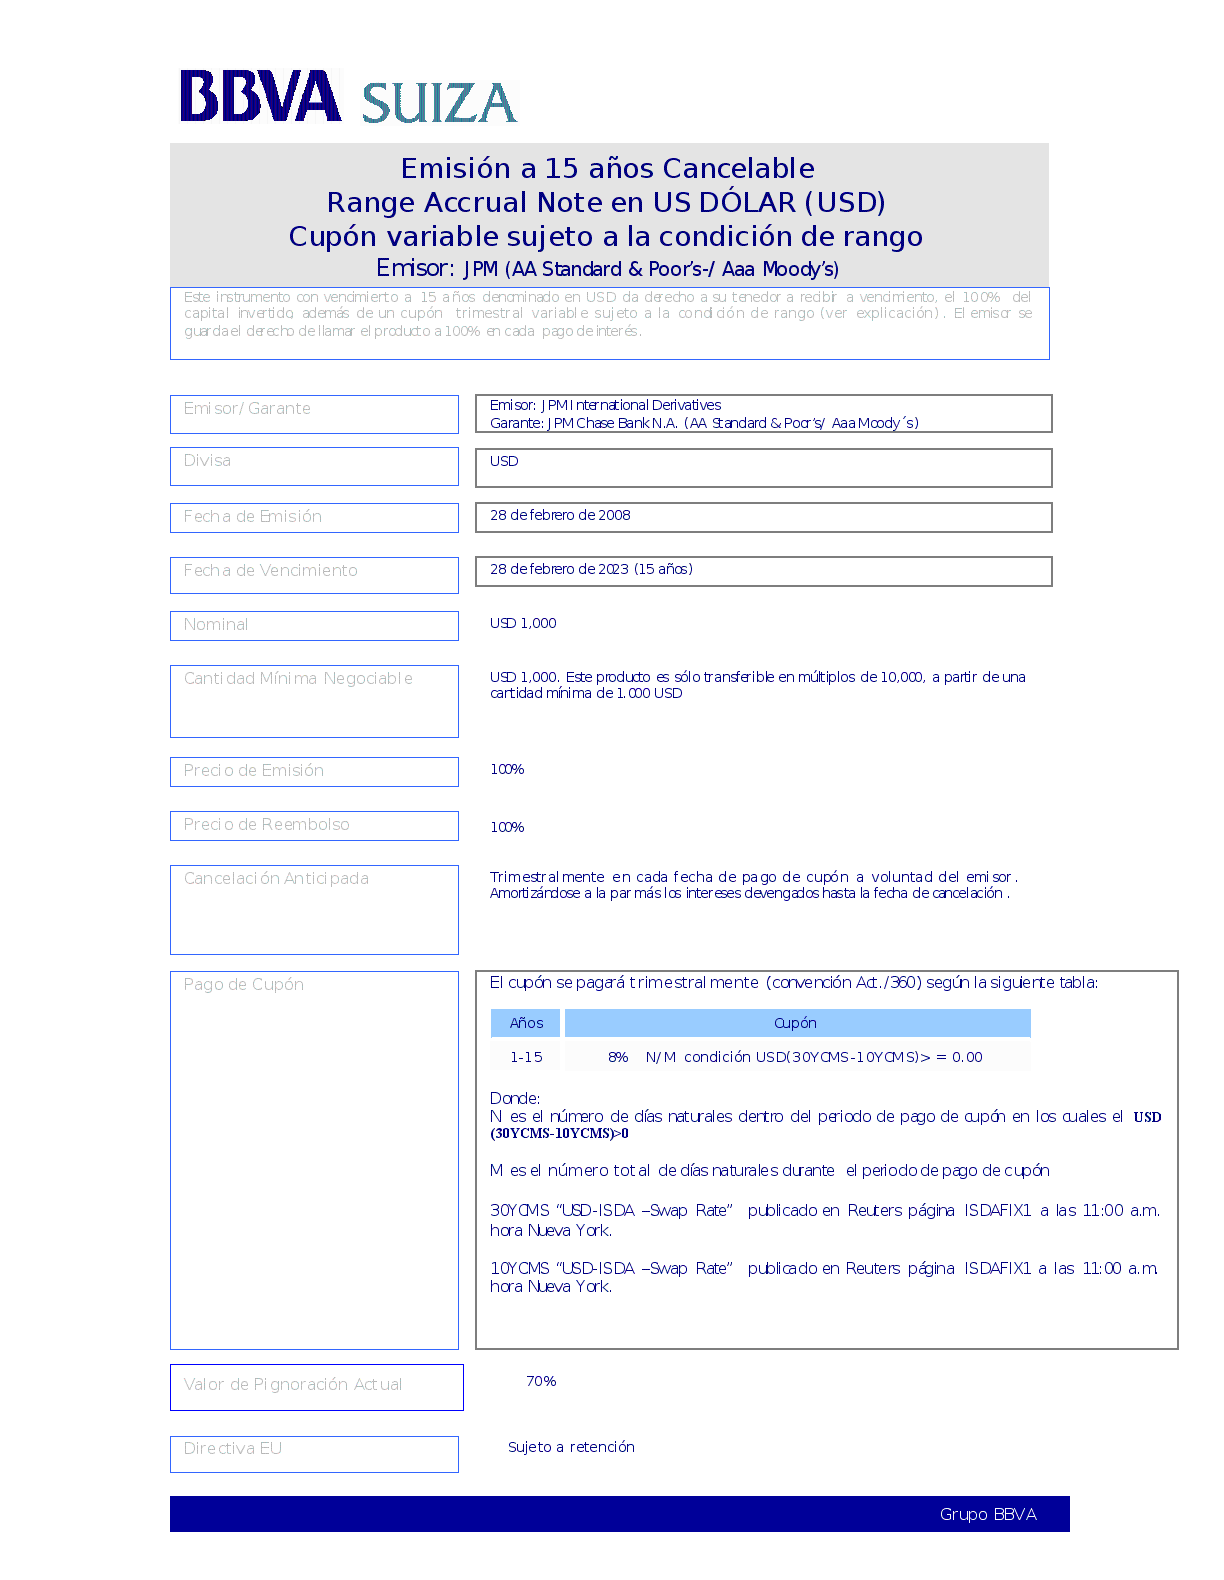 BBVA SUIZA
Emisión a 15 años Cancelable
Range Accrual Note en US DÓLAR (USD)
Cupón variable sujeto a la condición de rango
Emisor: JPM (AA Standard & Poor's-/ Aaa Moody's)
Este instrumento con vencimiento a 15 años denominado en USD da derecho a su tenedor a recibir a vencimiento, el 100% del
capital invertido, además de un cupón trimestral variable sujeto a la condición de rango (ver explicación). El emisor se
guarda el derecho de llamar el producto a 100% en cada pago de interés.
Emisor/Garante
Emisor: JPM International Derivatives
Garante: JPM Chase Bank N.A. (AA Standard & Poor's/ Aaa Moody´s)
Divisa
USD
Fecha de Emisión
28 de febrero de 2008
Fecha de Vencimiento
28 de febrero de 2023 (15 años)
Nominal
USD 1,000
Cantidad Mínima Negociable
USD 1,000. Este producto es sólo transferible en múltiplos de 10,000, a partir de una
cantidad mínima de 1.000 USD
Precio de Emisión
100%
Precio de Reembolso
100%
Cancelación Anticipada
Trimestralmente en cada fecha de pago de cupón a voluntad del emisor.
Amortizándose a la par más los intereses devengados hasta la fecha de cancelación .
Pago de Cupón
El cupón se pagará trimestralmente (convención Act./360) según la siguiente tabla:
Años Cupón
1-15 8% N/M condición USD(30YCMS-10YCMS)> = 0.00
Donde:
N es el número de días naturales dentro del periodo de pago de cupón en los cuales el USD
(30YCMS-10YCMS)>0
M es el número total de días naturales durante el periodo de pago de cupón
30YCMS “USD-ISDA –Swap Rate” publicado en Reuters página ISDAFIX1 a las 11:00 a.m.
hora Nueva York.
10YCMS “USD-ISDA –Swap Rate” publicado en Reuters página ISDAFIX1 a las 11:00 a.m.
hora Nueva York.
Valor de Pignoración Actual
70%
Directiva EU
Sujeto a retención
Grupo BBVA